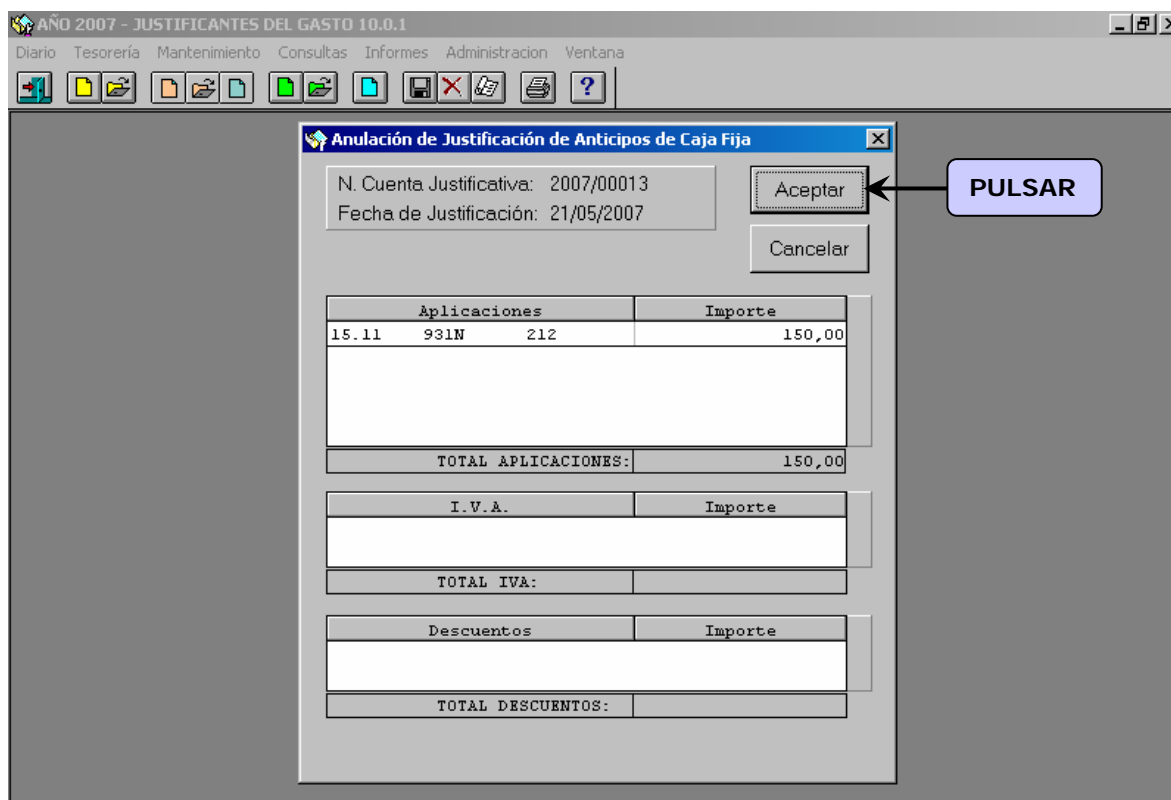 AÑO 2007 - JUSTIFICANTES DEL GASTO 10.0.1
Diario Tesorería Mantenimiento Consultas Informes Administracion Ventana
?
Anulación de Justificación de Anticipos de Caja Fija
N. Cuenta Justificativa: 2007/00013
Fecha de Justificación: 21/05/2007
Aceptar
PULSAR
Cancelar
Aplicaciones Importe
15.11 931N 212 150,00
TOTAL APLICACIONES: 150,00
I.V.A. Importe
TOTAL IVA:
Descuentos Importe
TOTAL DESCUENTOS: